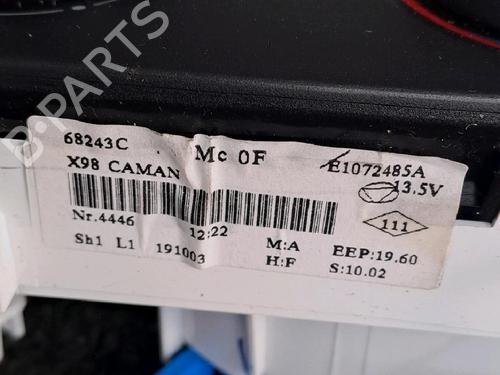 B-PARTS
68243C
Mc 0F
E1072485A
X98 CAMAN
13.5V
111
Nr.4446
12:22
Sh1 L1 191003
M:A
EEP:19.60
H:F
S:10.02